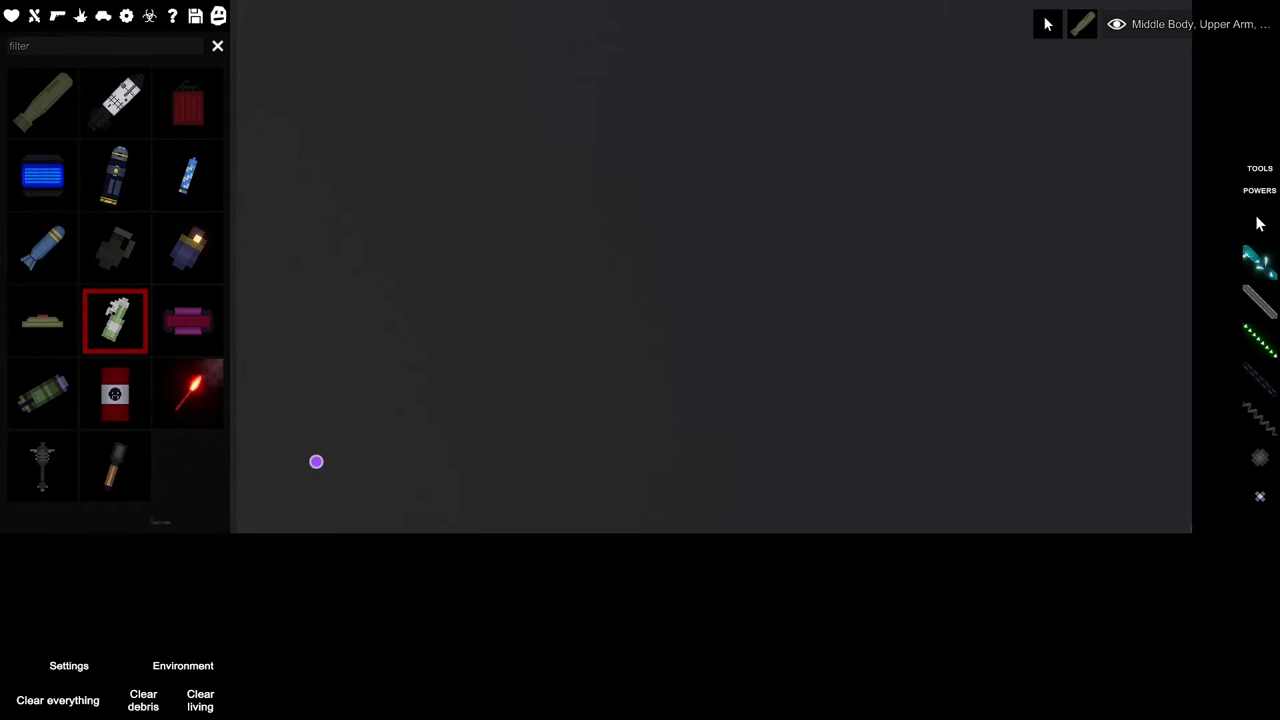 filter
Middle Body, Upper Arm, ...
TOOLS
POWERS
Settings
Environment
Clear everything
Clear
debris
Clear
living